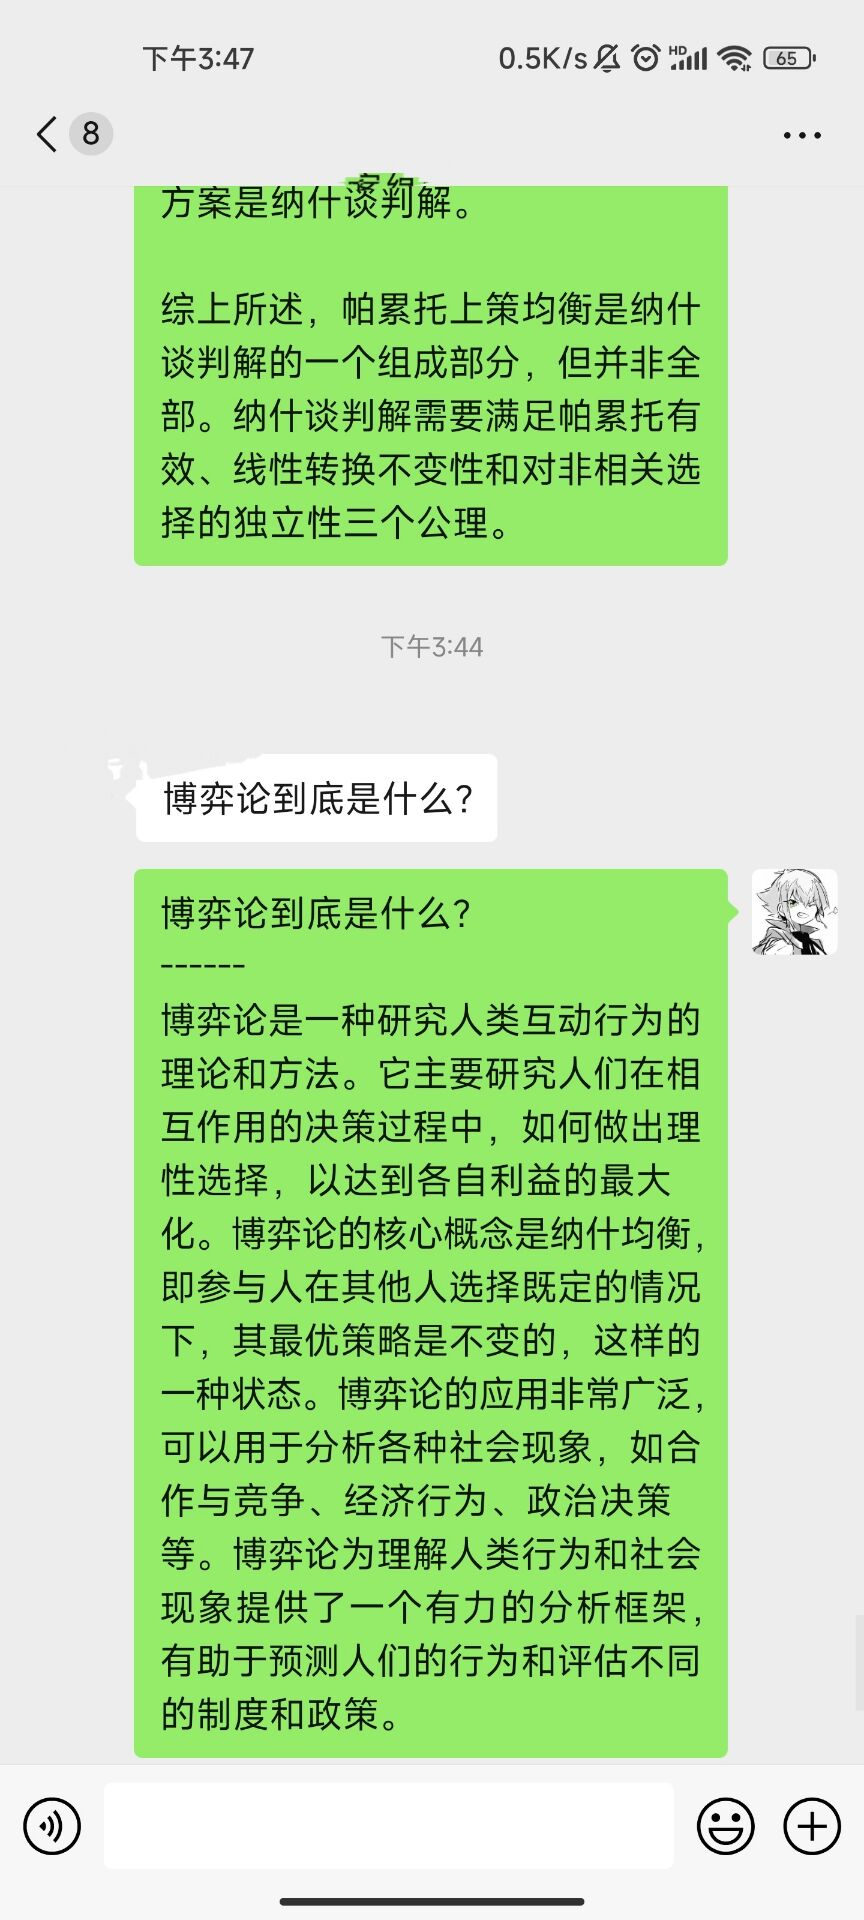 下午3:47
0.5K/s
HD
65
8
方案是纳什谈判解。
综上所述，帕累托上策均衡是纳什
谈判解的一个组成部分，但并非全
部。纳什谈判解需要满足帕累托有
效、线性转换不变性和对非相关选
择的独立性三个公理。
下午3:44
博弈论到底是什么？
博弈论到底是什么？
------
博弈论是一种研究人类互动行为的
理论和方法。它主要研究人们在相
互作用的决策过程中，如何做出理
性选择，以达到各自利益的最大
化。博弈论的核心概念是纳什均衡，
即参与人在其他人选择既定的情况
下，其最优策略是不变的，这样的
一种状态。博弈论的应用非常广泛，
可以用于分析各种社会现象，如合
作与竞争、经济行为、政治决策
等。博弈论为理解人类行为和社会
现象提供了一个有力的分析框架，
有助于预测人们的行为和评估不同
的制度和政策。